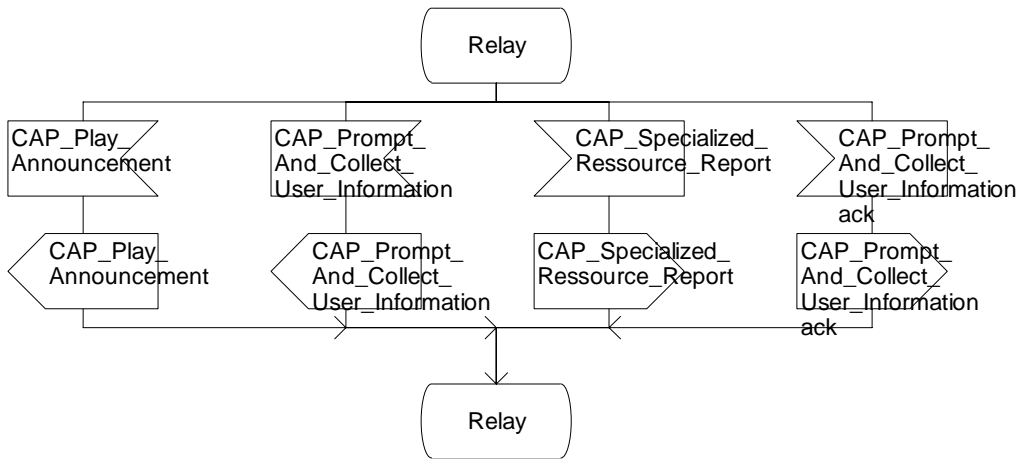 Relay
CAP_Play_
Announcement
CAP_Prompt_
And_Collect_
User_Information
CAP_Specialized_
Ressource_Report
CAP_Prompt_
And_Collect_
User_Information
ack
CAP_Play_
Announcement
CAP_Prompt_
And_Collect_
User_Information
CAP_Specialized_
Ressource_Report
CAP_Prompt_
And_Collect_
User_Information
ack
Relay